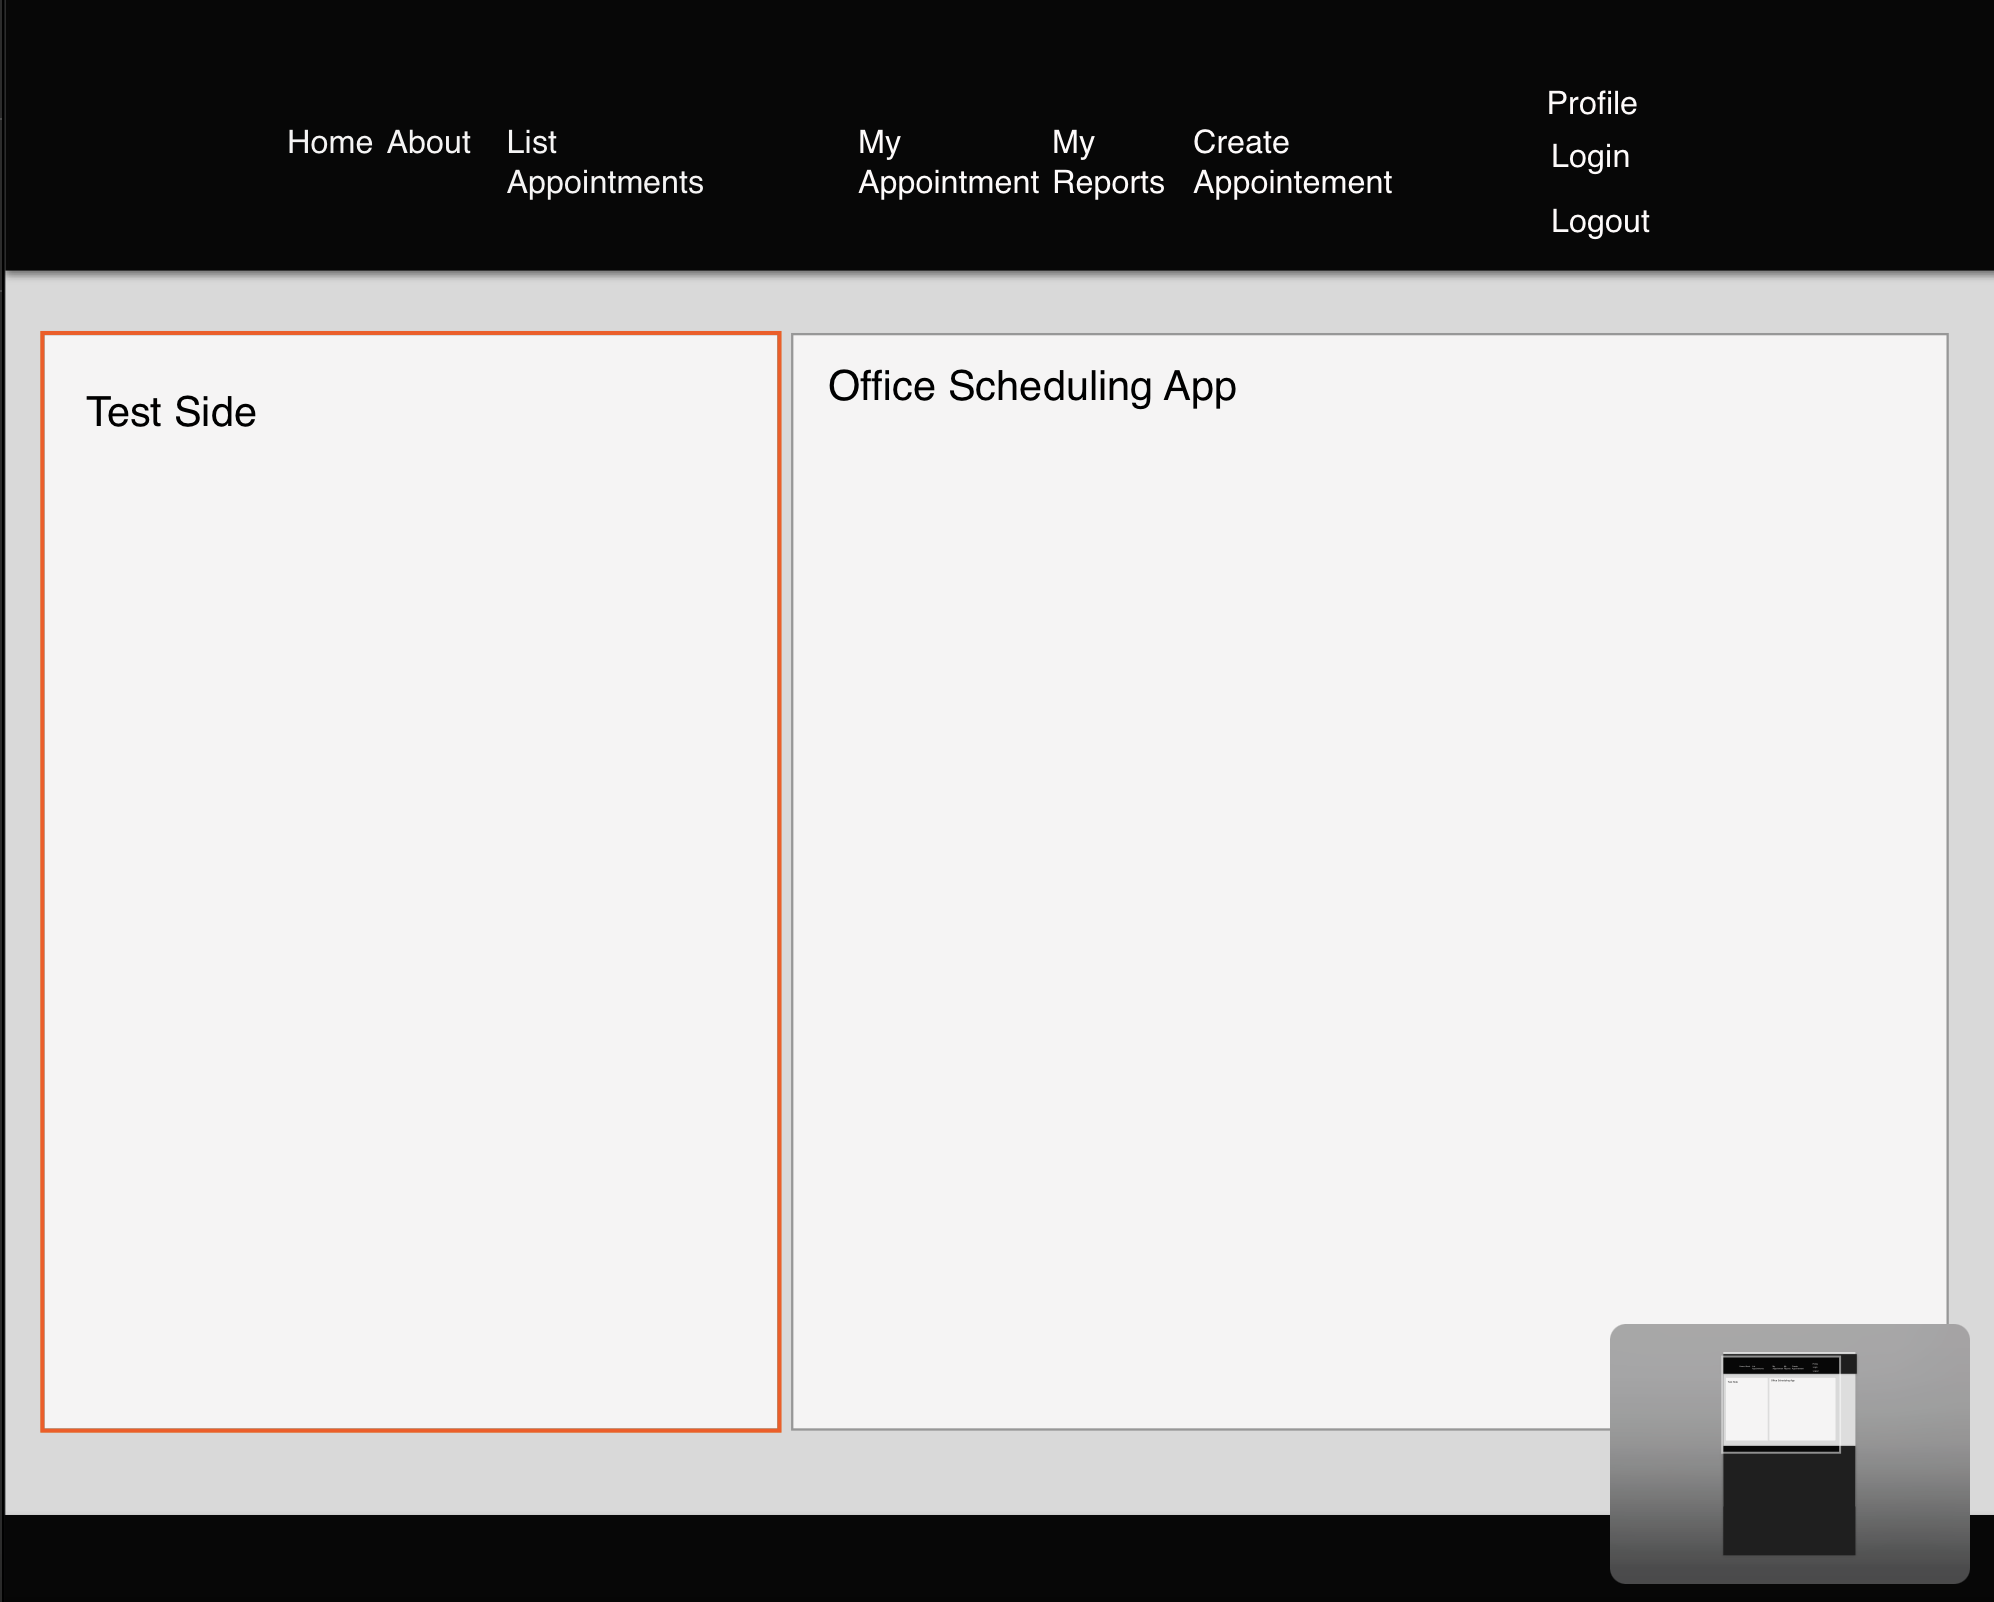 Profile
Home About List My My Create
Login
Appointments Appointment Reports Appointement
Logout
Office Scheduling App
Test Side